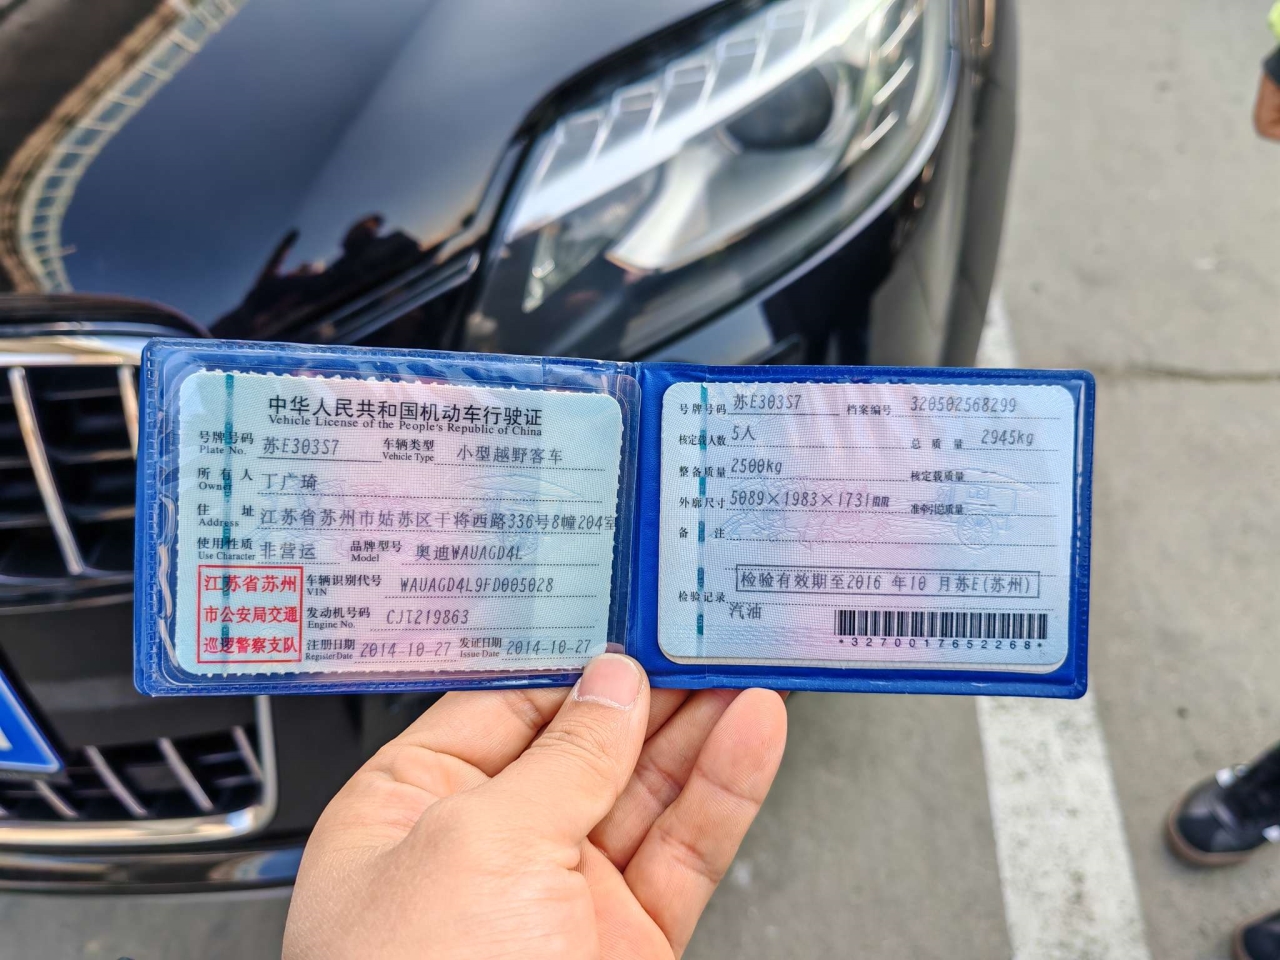 中华人民共和国机动车行驶证
Vehicle License of the People's Republic of China
号牌号码 苏E303S7 车辆类型 小型越野客车
Plate No. Vehicle Type
所有人 丁广琦
Owner
住址 江苏省苏州市姑苏区干将西路336号8幢204室
Address
使用性质 非营运 品牌型号 奥迪WAUAGD4L
Use Character Model
江苏省苏州
市公安局交通
巡逻警察支队
车辆识别代号 WAUAGD4L9FD005028
VIN
发动机号码 CJT219863
Engine No.
注册日期 2014-10-27 发证日期 2014-10-27
Register Date Issue Date
号牌号码 苏E303S7 档案编号 320502568299
核定载人数 5人 总质量 2945kg
整备质量 2500kg 核定载质量
外廓尺寸 5089×1983×1731mm 准牵引总质量
备注
检验有效期至2016 年10 月苏E(苏州)
检验记录
汽油
*3270017652268*